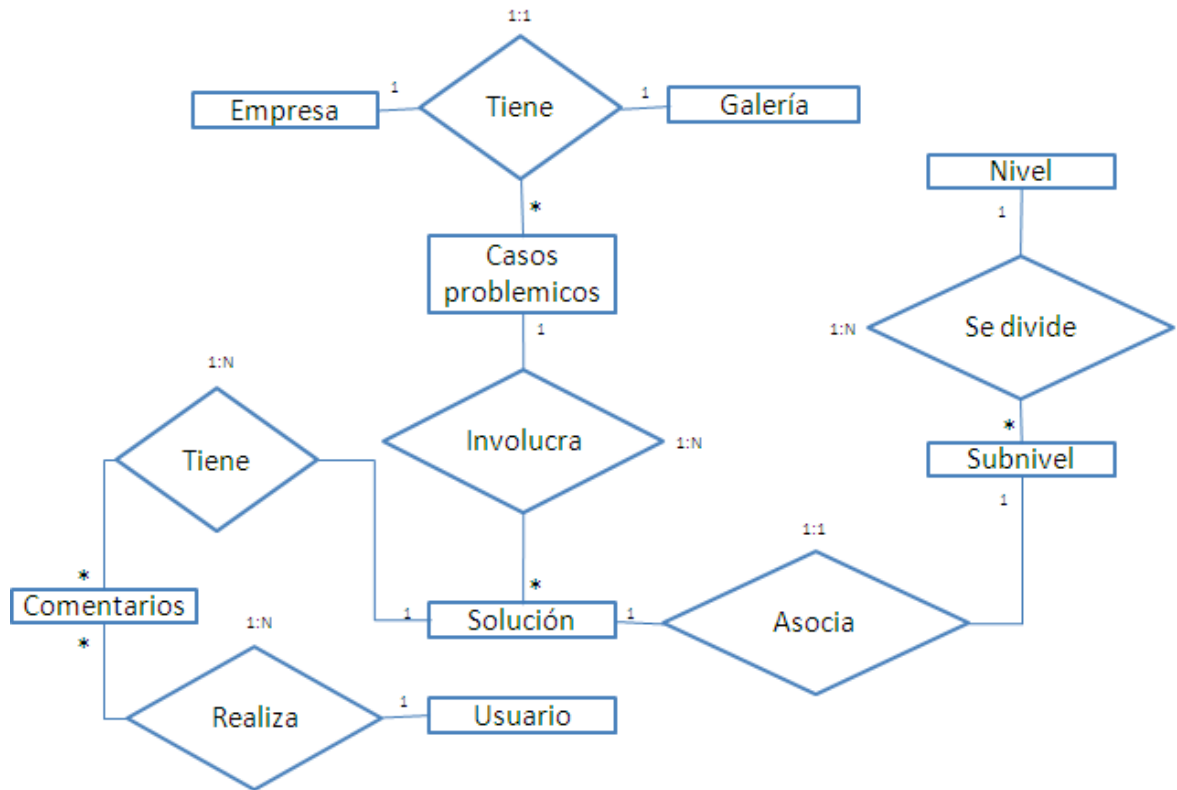 1:1
Empresa
1
Tiene
1
Galería
*
Casos
problemicos
1
Nivel
1
1:N
Se divide
*
Subnivel
1
1:N
Tiene
Involucra
1:N
*
Comentarios
*
1
*
Solución
1
1:1
Asocia
1:N
Realiza
1
Usuario